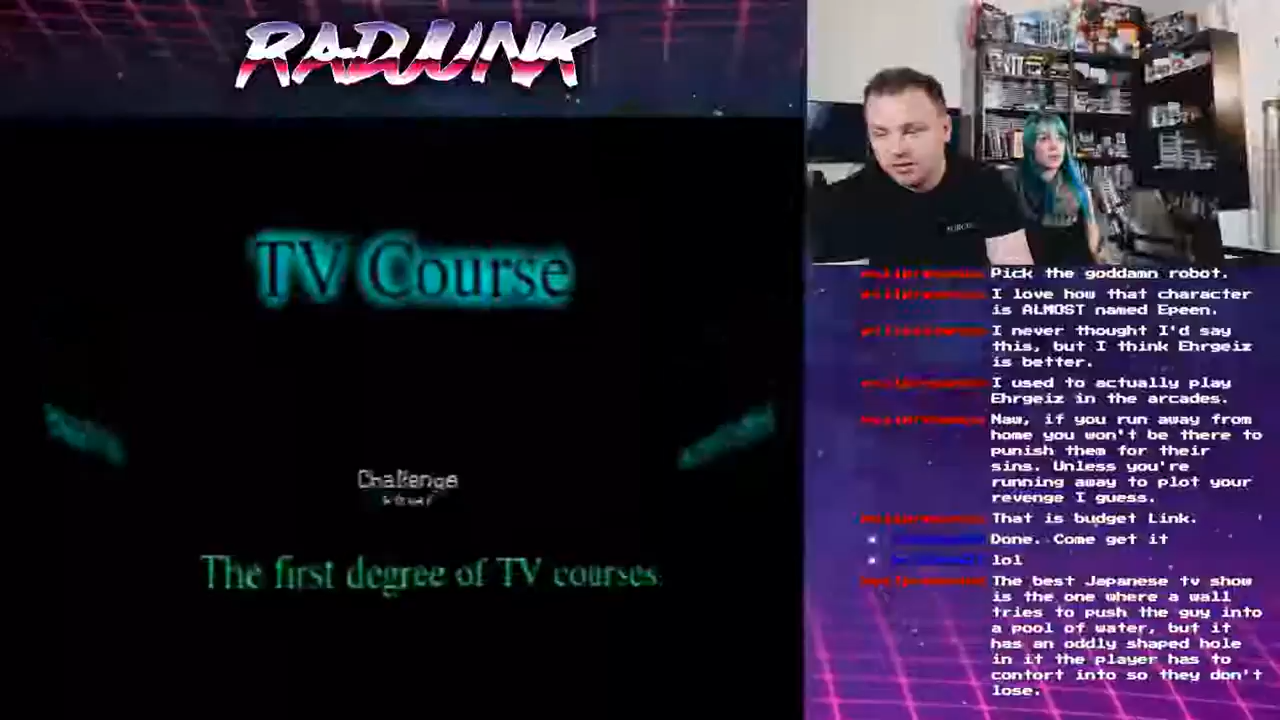 RADJUNK
TV Course
Challenge
The first degree of TV courses.
Pick the goddamn robot.
I love how that character
is ALMOST named Epeen.
I never thought I'd say
this, but I think Ehrgeiz
is better.
I used to actually play
Ehrgeiz in the arcades.
Naw, if you run away from
home you won't be there to
punish them for their
sins. Unless you're
running away to plot your
revenge I guess.
That is budget Link.
Done. Come get it
lol
The best Japanese tv show
is the one where a wall
tries to push the guy into
a pool of water, but it
has an oddly shaped hole
in it the player has to
contort into so they don't
lose.